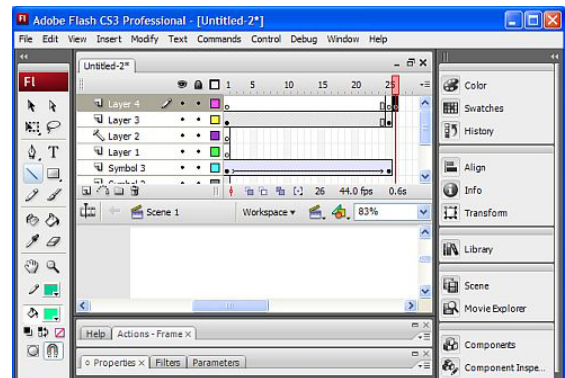 Adobe Flash CS3 Professional - [Untitled-2*]
File Edit View Insert Modify Text Commands Control Debug Window Help
Untitled-2*
Fl
1 5 10 15 20 25
Layer 4
Layer 3
Layer 2
Layer 1
Symbol 3
26 44.0 fps 0.6s
Scene 1 Workspace 83%
Help Actions - Frame ×
Properties × Filters Parameters
Color
Swatches
History
Align
Info
Transform
Library
Scene
Movie Explorer
Components
Component Inspe...